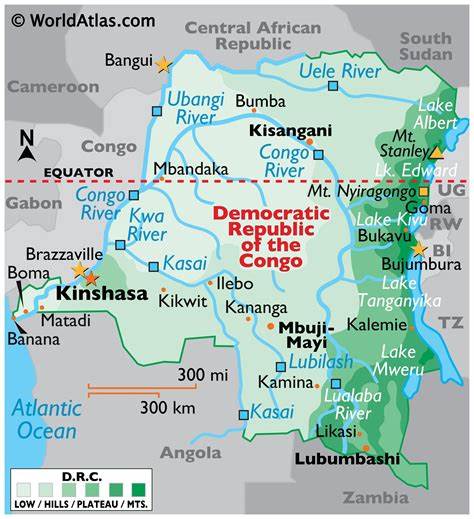 © WorldAtlas.com
Central African
Republic
South
Sudan
Bangui
Cameroon
Uele River
Ubangi
River
Bumba
Lake
Albert
Kisangani
Mt.
Stanley
N
Congo
Congo
River
Lk. Edward
EQUATOR
Mbandaka
Mt. Nyiragongo
UG
Gabon
Congo
River
Goma
Democratic
Republic
of the
Congo
Lake Kivu
RW
Kwa
River
Bukavu
Brazzaville
Kasai
BI
Bujumbura
Boma
Ilebo
Lake
Tanganyika
Kinshasa
Kikwit
Kananga
TZ
Matadi
Mbuji-
Mayi
Kalemie
Banana
Lake
Mweru
300 mi
Lubilash
Kamina
300 km
Lualaba
River
Atlantic
Ocean
Kasai
Likasi
Angola
Lubumbashi
D.R.C.
LOW / HILLS / PLATEAU / MTS.
Zambia